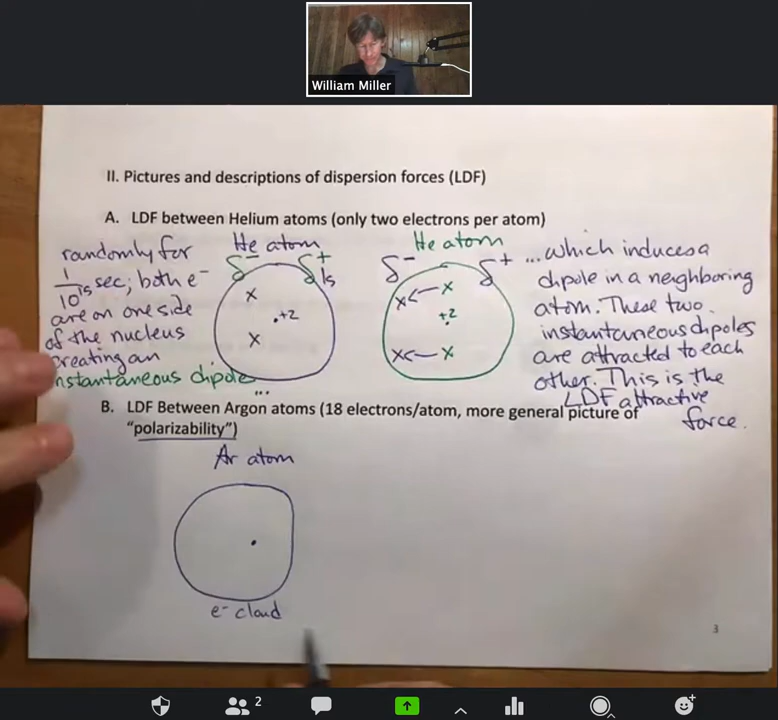 William Miller
II. Pictures and descriptions of dispersion forces (LDF)
A. LDF between Helium atoms (only two electrons per atom)
randomly for
1/10^15 sec; both e-
are on one side
of the nucleus
creating an
instantaneous dipole
...
He atom
δ- δ+
1s
x
+2
x
He atom
δ- δ+
x← x
+2
x← x
...which induces a
dipole in a neighboring
atom. These two
instantaneous dipoles
are attracted to each
other. This is the
LDF attractive
force.
B. LDF Between Argon atoms (18 electrons/atom, more general picture of
"polarizability")
Ar atom
e- cloud
3
2